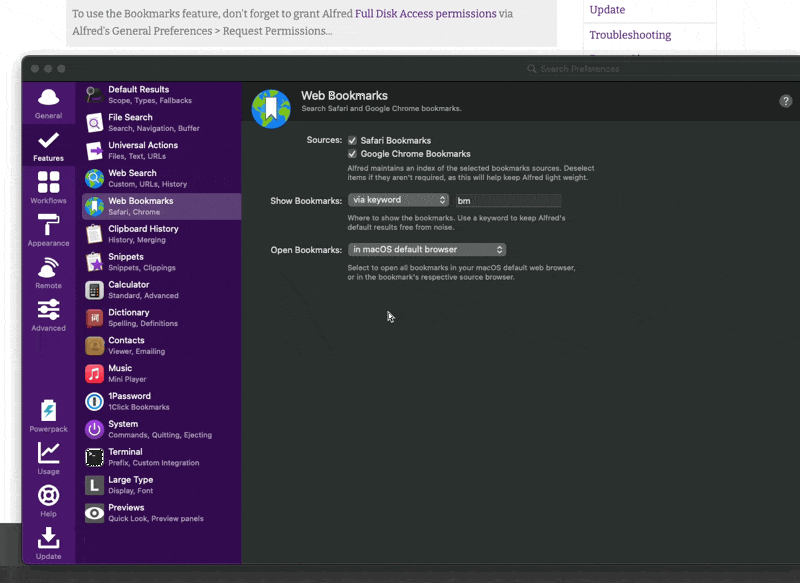 To use the Bookmarks feature, don't forget to grant Alfred Full Disk Access permissions via
Alfred's General Preferences > Request Permissions...
Update
Troubleshooting
Search Preferences
General
Features
Workflows
Appearance
Remote
Advanced
Powerpack
Usage
Help
Update
Default Results
Scope, Types, Fallbacks
File Search
Search, Navigation, Buffer
Universal Actions
Files, Text, URLs
Web Search
Custom, URLs, History
Web Bookmarks
Safari, Chrome
Clipboard History
History, Merging
Snippets
Snippets, Clippings
Calculator
Standard, Advanced
Dictionary
Spelling, Definitions
Contacts
Viewer, Emailing
Music
Mini Player
1Password
1Click Bookmarks
System
Commands, Quitting, Ejecting
Terminal
Prefix, Custom Integration
L
Large Type
Display, Font
Previews
Quick Look, Preview panels
Web Bookmarks
Search Safari and Google Chrome bookmarks.
?
Sources: Safari Bookmarks
Google Chrome Bookmarks
Alfred maintains an index of the selected bookmarks sources. Deselect
items if they aren't required, as this will help keep Alfred light weight.
Show Bookmarks: via keyword bm
Where to show the bookmarks. Use a keyword to keep Alfred's
default results free from noise.
Open Bookmarks: in macOS default browser
Select to open all bookmarks in your macOS default web browser,
or in the bookmark's respective source browser.